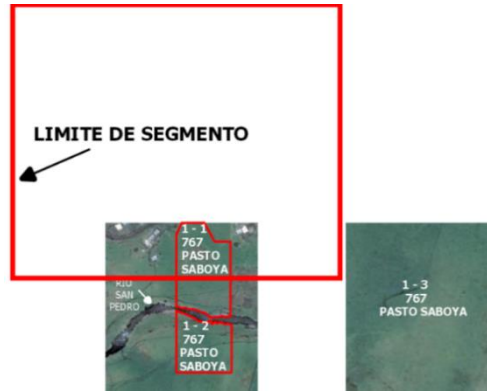 LIMITE DE SEGMENTO
1 - 1
767
PASTO
SABOYA
RIO
SAN
PEDRO
1 - 2
767
PASTO
SABOYA
1 - 3
767
PASTO SABOYA